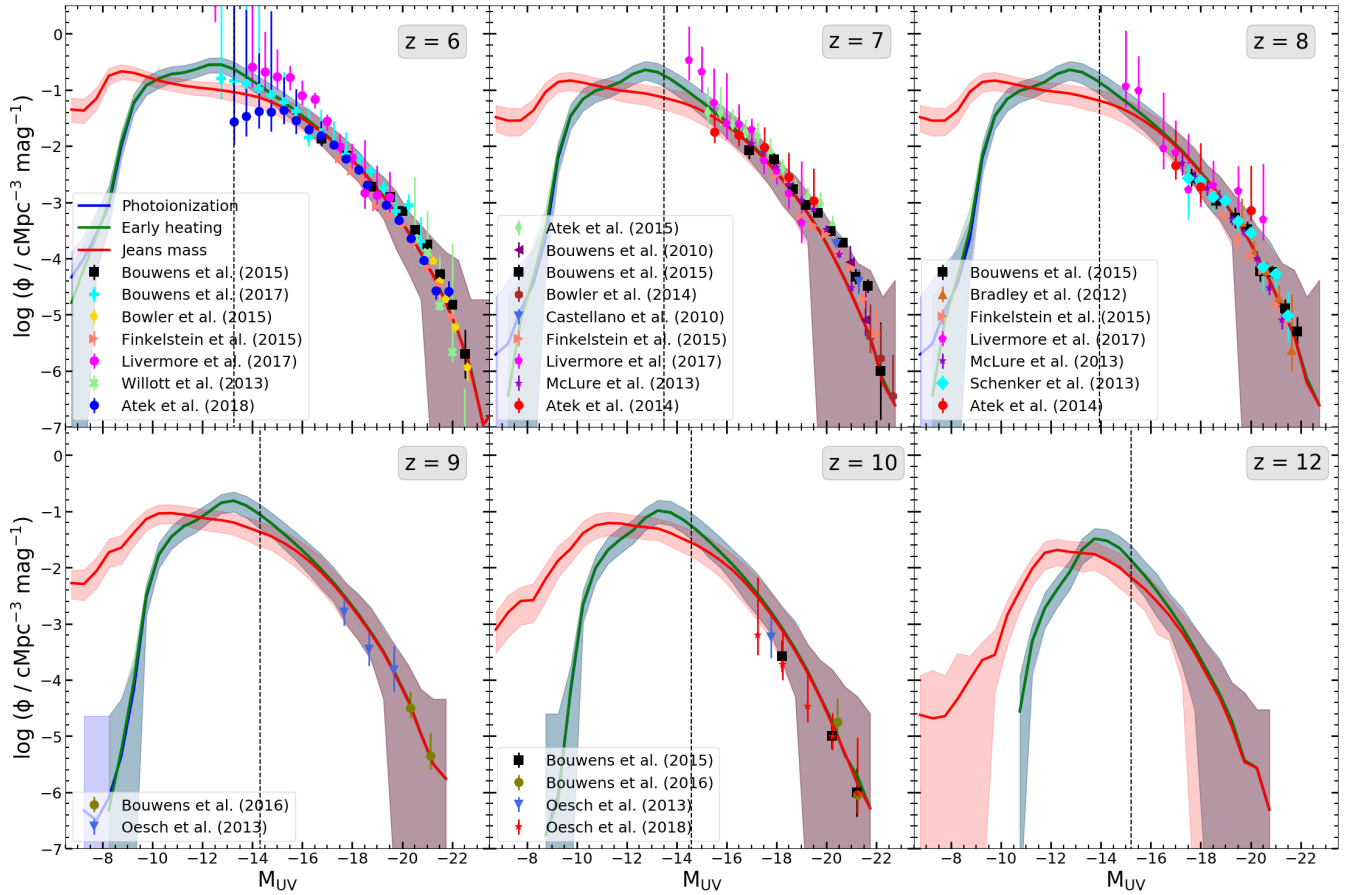 z = 6
z = 7
z = 8
log (ϕ / cMpc⁻³ mag⁻¹)
0
−1
−2
−3
−4
−5
−6
−7
Photoionization
Early heating
Jeans mass
Bouwens et al. (2015)
Bouwens et al. (2017)
Bowler et al. (2015)
Finkelstein et al. (2015)
Livermore et al. (2017)
Willott et al. (2013)
Atek et al. (2018)
Atek et al. (2015)
Bouwens et al. (2010)
Bouwens et al. (2015)
Bowler et al. (2014)
Castellano et al. (2010)
Finkelstein et al. (2015)
Livermore et al. (2017)
McLure et al. (2013)
Atek et al. (2014)
Bouwens et al. (2015)
Bradley et al. (2012)
Finkelstein et al. (2015)
Livermore et al. (2017)
McLure et al. (2013)
Schenker et al. (2013)
Atek et al. (2014)
z = 9
z = 10
z = 12
log (ϕ / cMpc⁻³ mag⁻¹)
0
−1
−2
−3
−4
−5
−6
−7
Bouwens et al. (2016)
Oesch et al. (2013)
Bouwens et al. (2015)
Bouwens et al. (2016)
Oesch et al. (2013)
Oesch et al. (2018)
−8 −10 −12 −14 −16 −18 −20 −22
−8 −10 −12 −14 −16 −18 −20 −22
−8 −10 −12 −14 −16 −18 −20 −22
M_UV
M_UV
M_UV